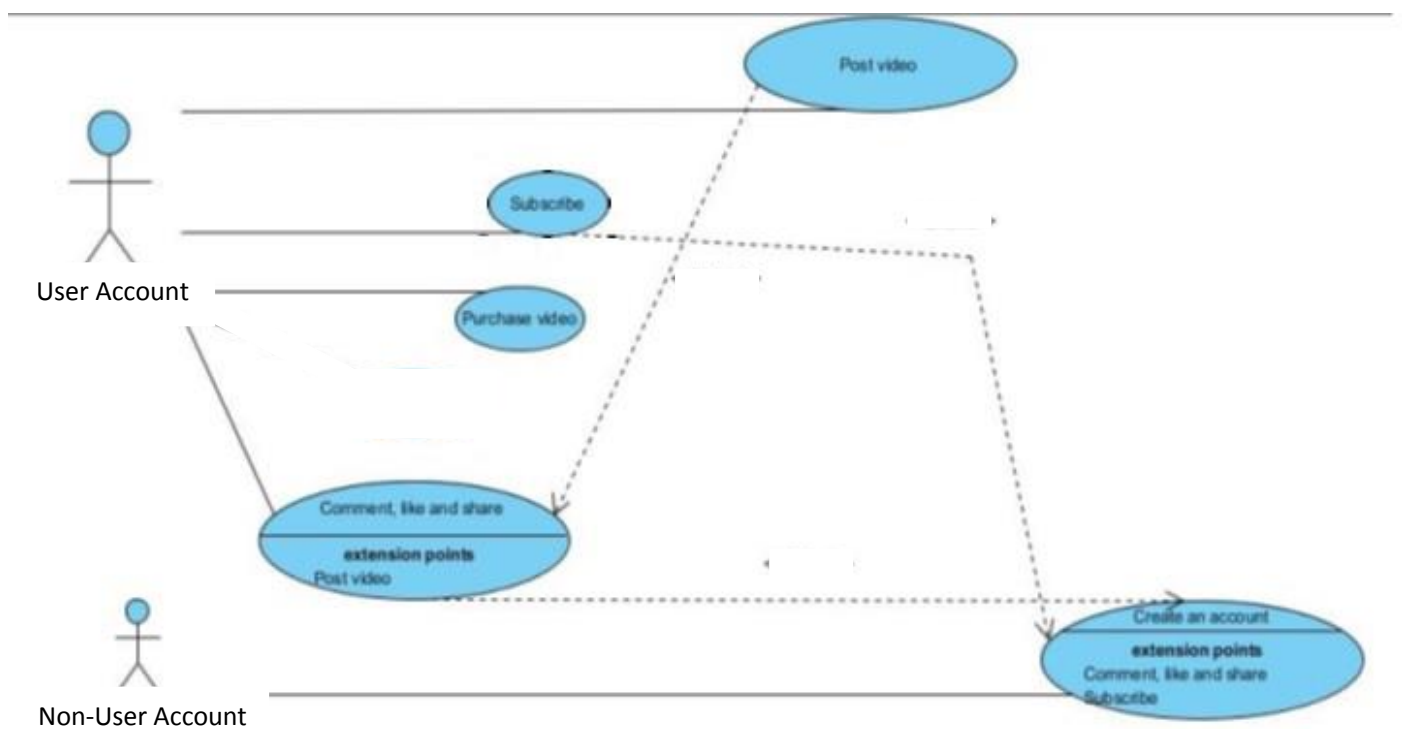 Post video
Subscribe
User Account
Purchase video
Comment, like and share
extension points
Post video
Create an account
extension points
Comment, like and share
Subscribe
Non-User Account